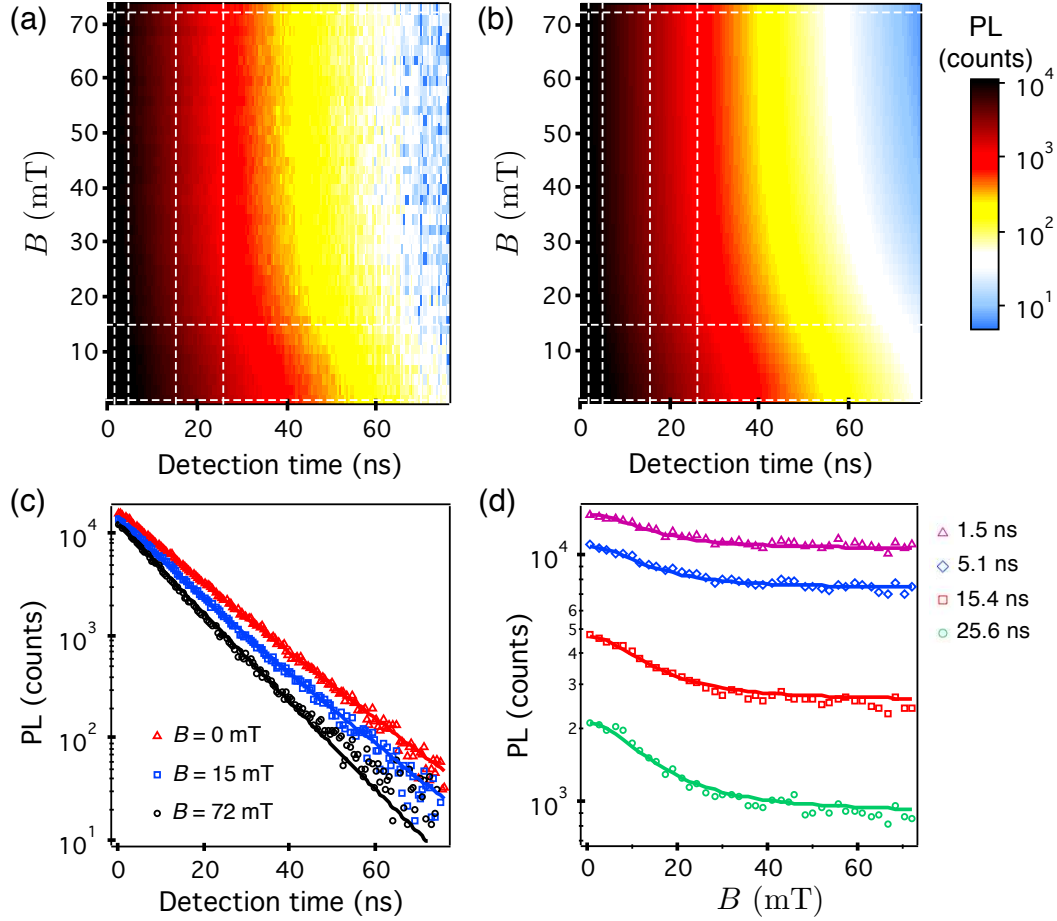 (a)
70
60
50
40
30
20
10
B (mT)
0
20
40
60
Detection time (ns)
(b)
70
60
50
40
30
20
10
B (mT)
0
20
40
60
Detection time (ns)
PL
(counts)
10^4
10^3
10^2
10^1
(c)
10^4
10^3
10^2
10^1
PL (counts)
B = 0 mT
B = 15 mT
B = 72 mT
0
20
40
60
Detection time (ns)
(d)
10^4
8
7
6
5
4
3
2
10^3
8
7
PL (counts)
0
20
40
60
B (mT)
1.5 ns
5.1 ns
15.4 ns
25.6 ns